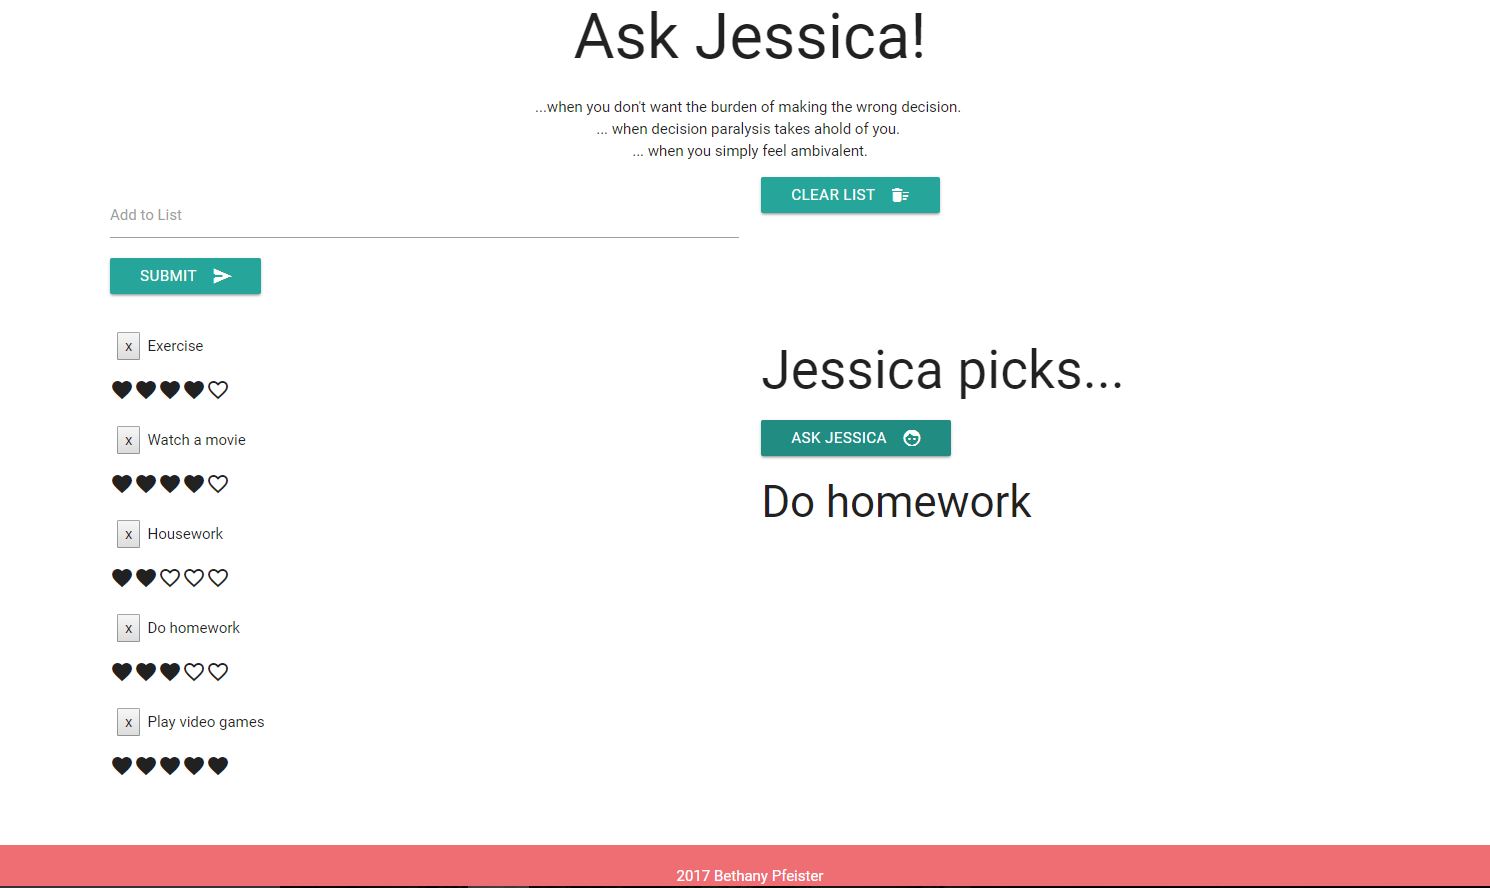 Ask Jessica!
...when you don't want the burden of making the wrong decision.
... when decision paralysis takes ahold of you.
... when you simply feel ambivalent.
CLEAR LIST
Add to List
SUBMIT
x Exercise
x Watch a movie
x Housework
x Do homework
x Play video games
Jessica picks...
ASK JESSICA
Do homework
2017 Bethany Pfeister